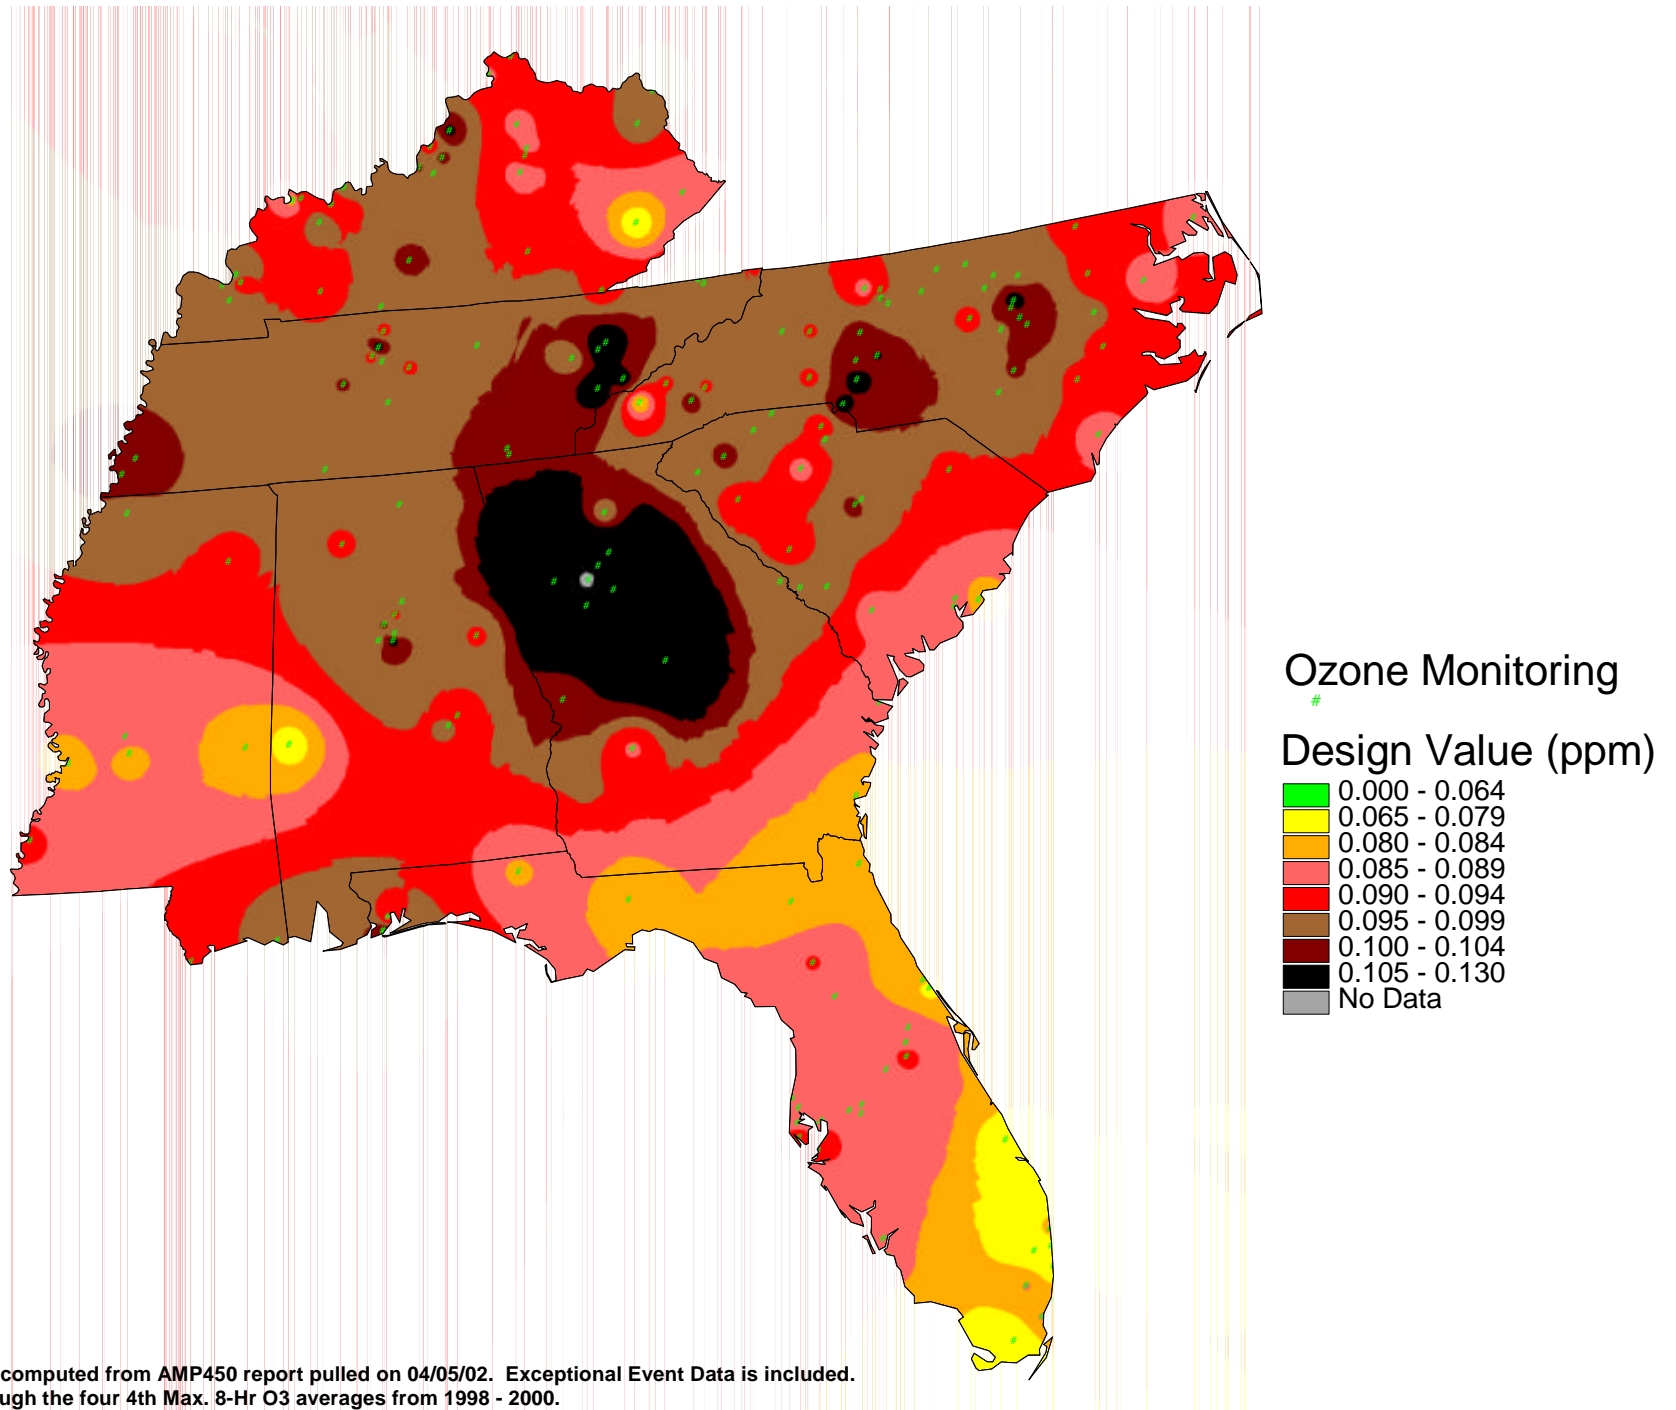 Ozone Monitoring
#
Design Value (ppm)
0.000 - 0.064
0.065 - 0.079
0.080 - 0.084
0.085 - 0.089
0.090 - 0.094
0.095 - 0.099
0.100 - 0.104
0.105 - 0.130
No Data
computed from AMP450 report pulled on 04/05/02.  Exceptional Event Data is included.
ugh the four 4th Max. 8-Hr O3 averages from 1998 - 2000.